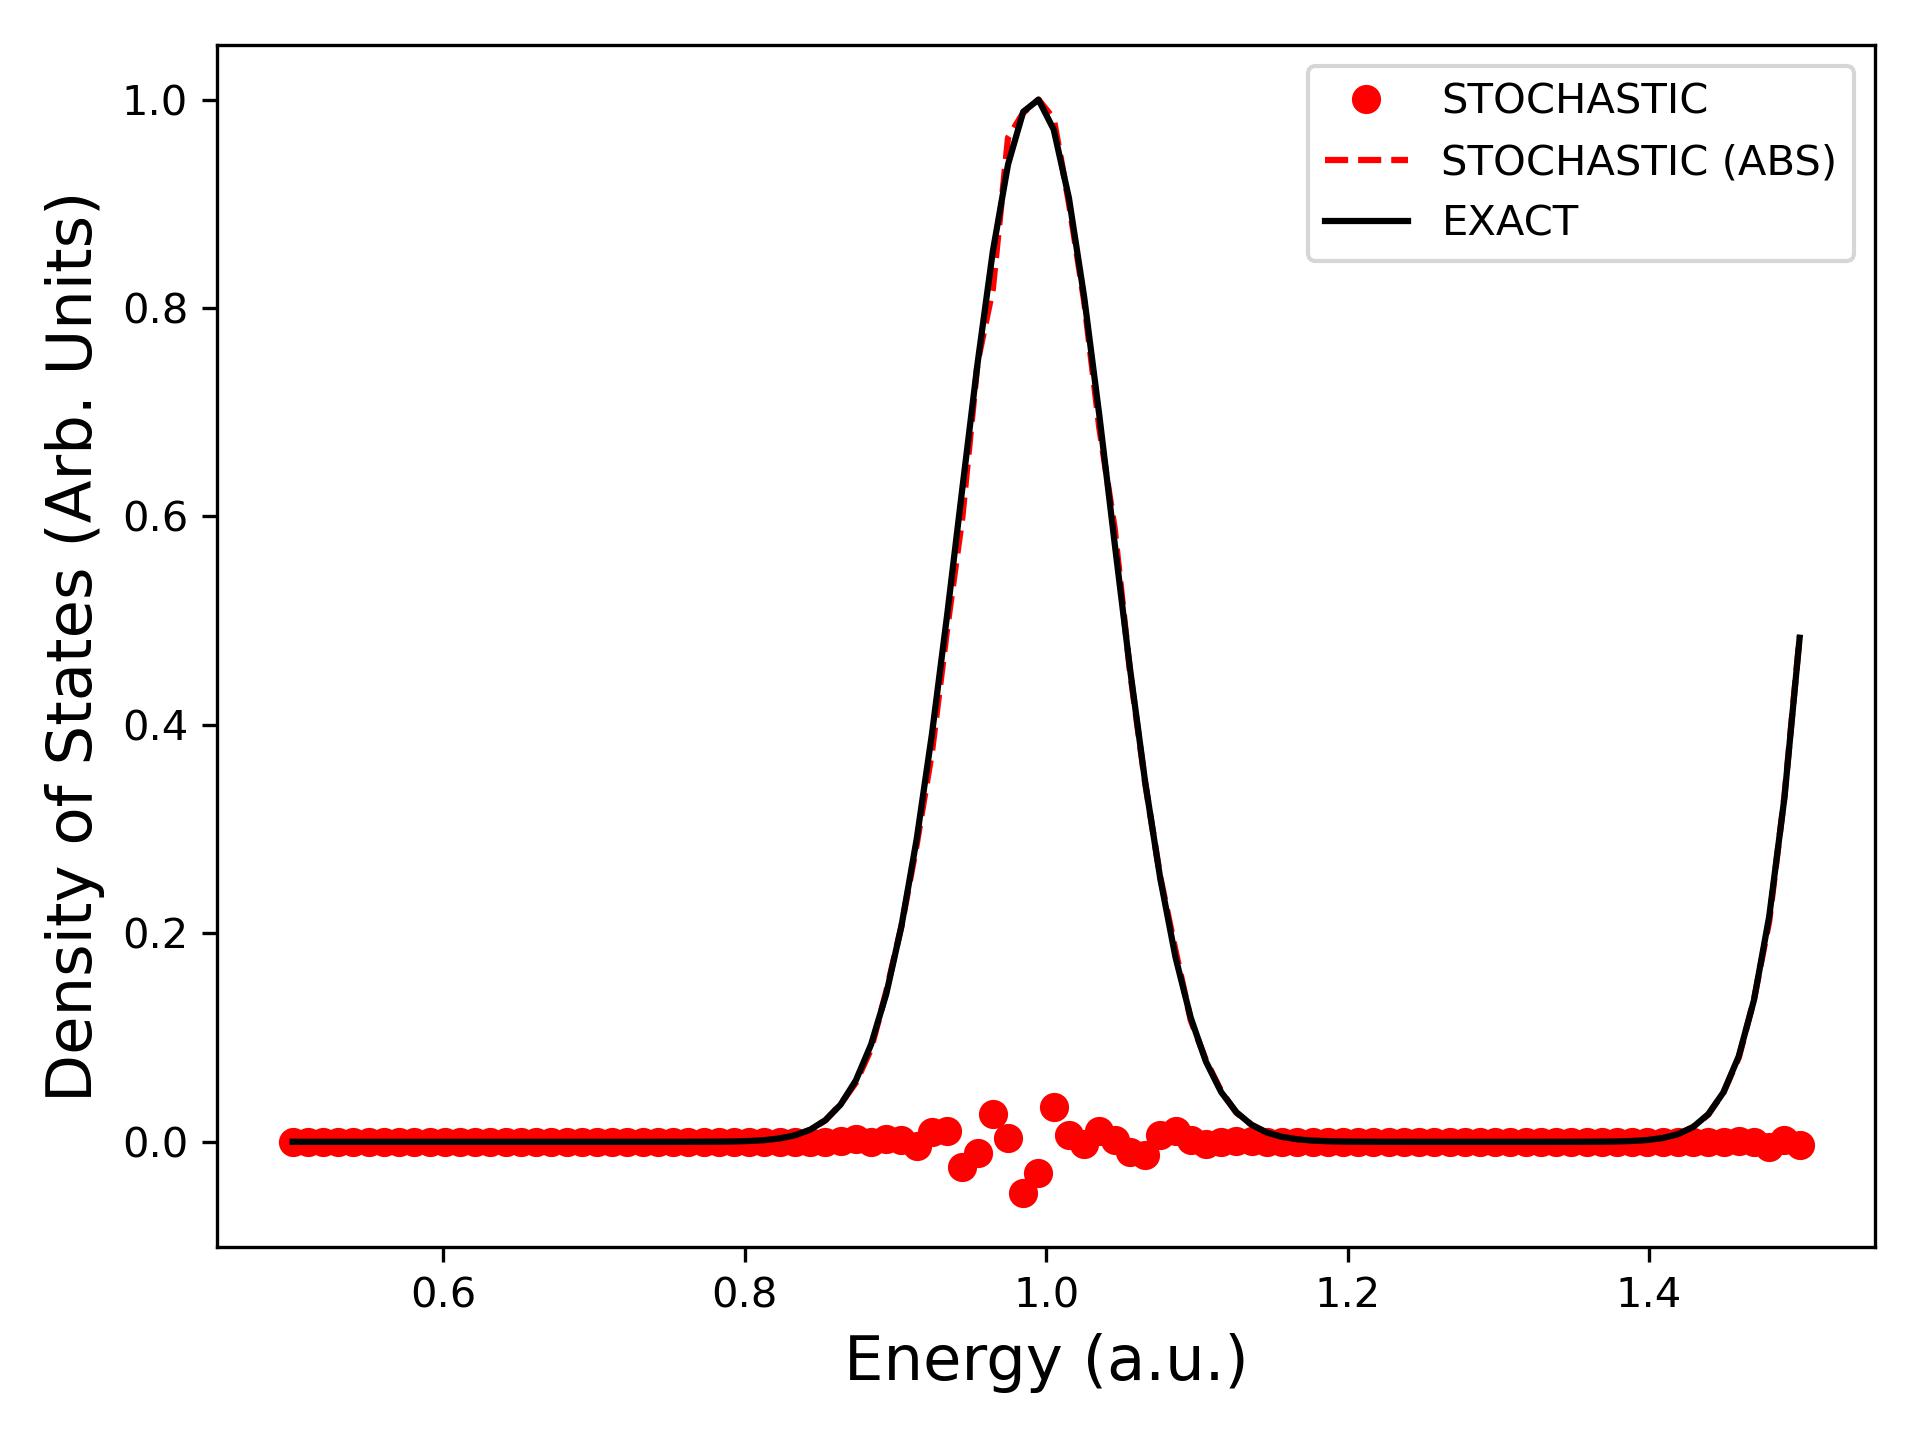 STOCHASTIC
STOCHASTIC (ABS)
EXACT
Density of States (Arb. Units)
1.0
0.8
0.6
0.4
0.2
0.0
0.6 0.8 1.0 1.2 1.4
Energy (a.u.)